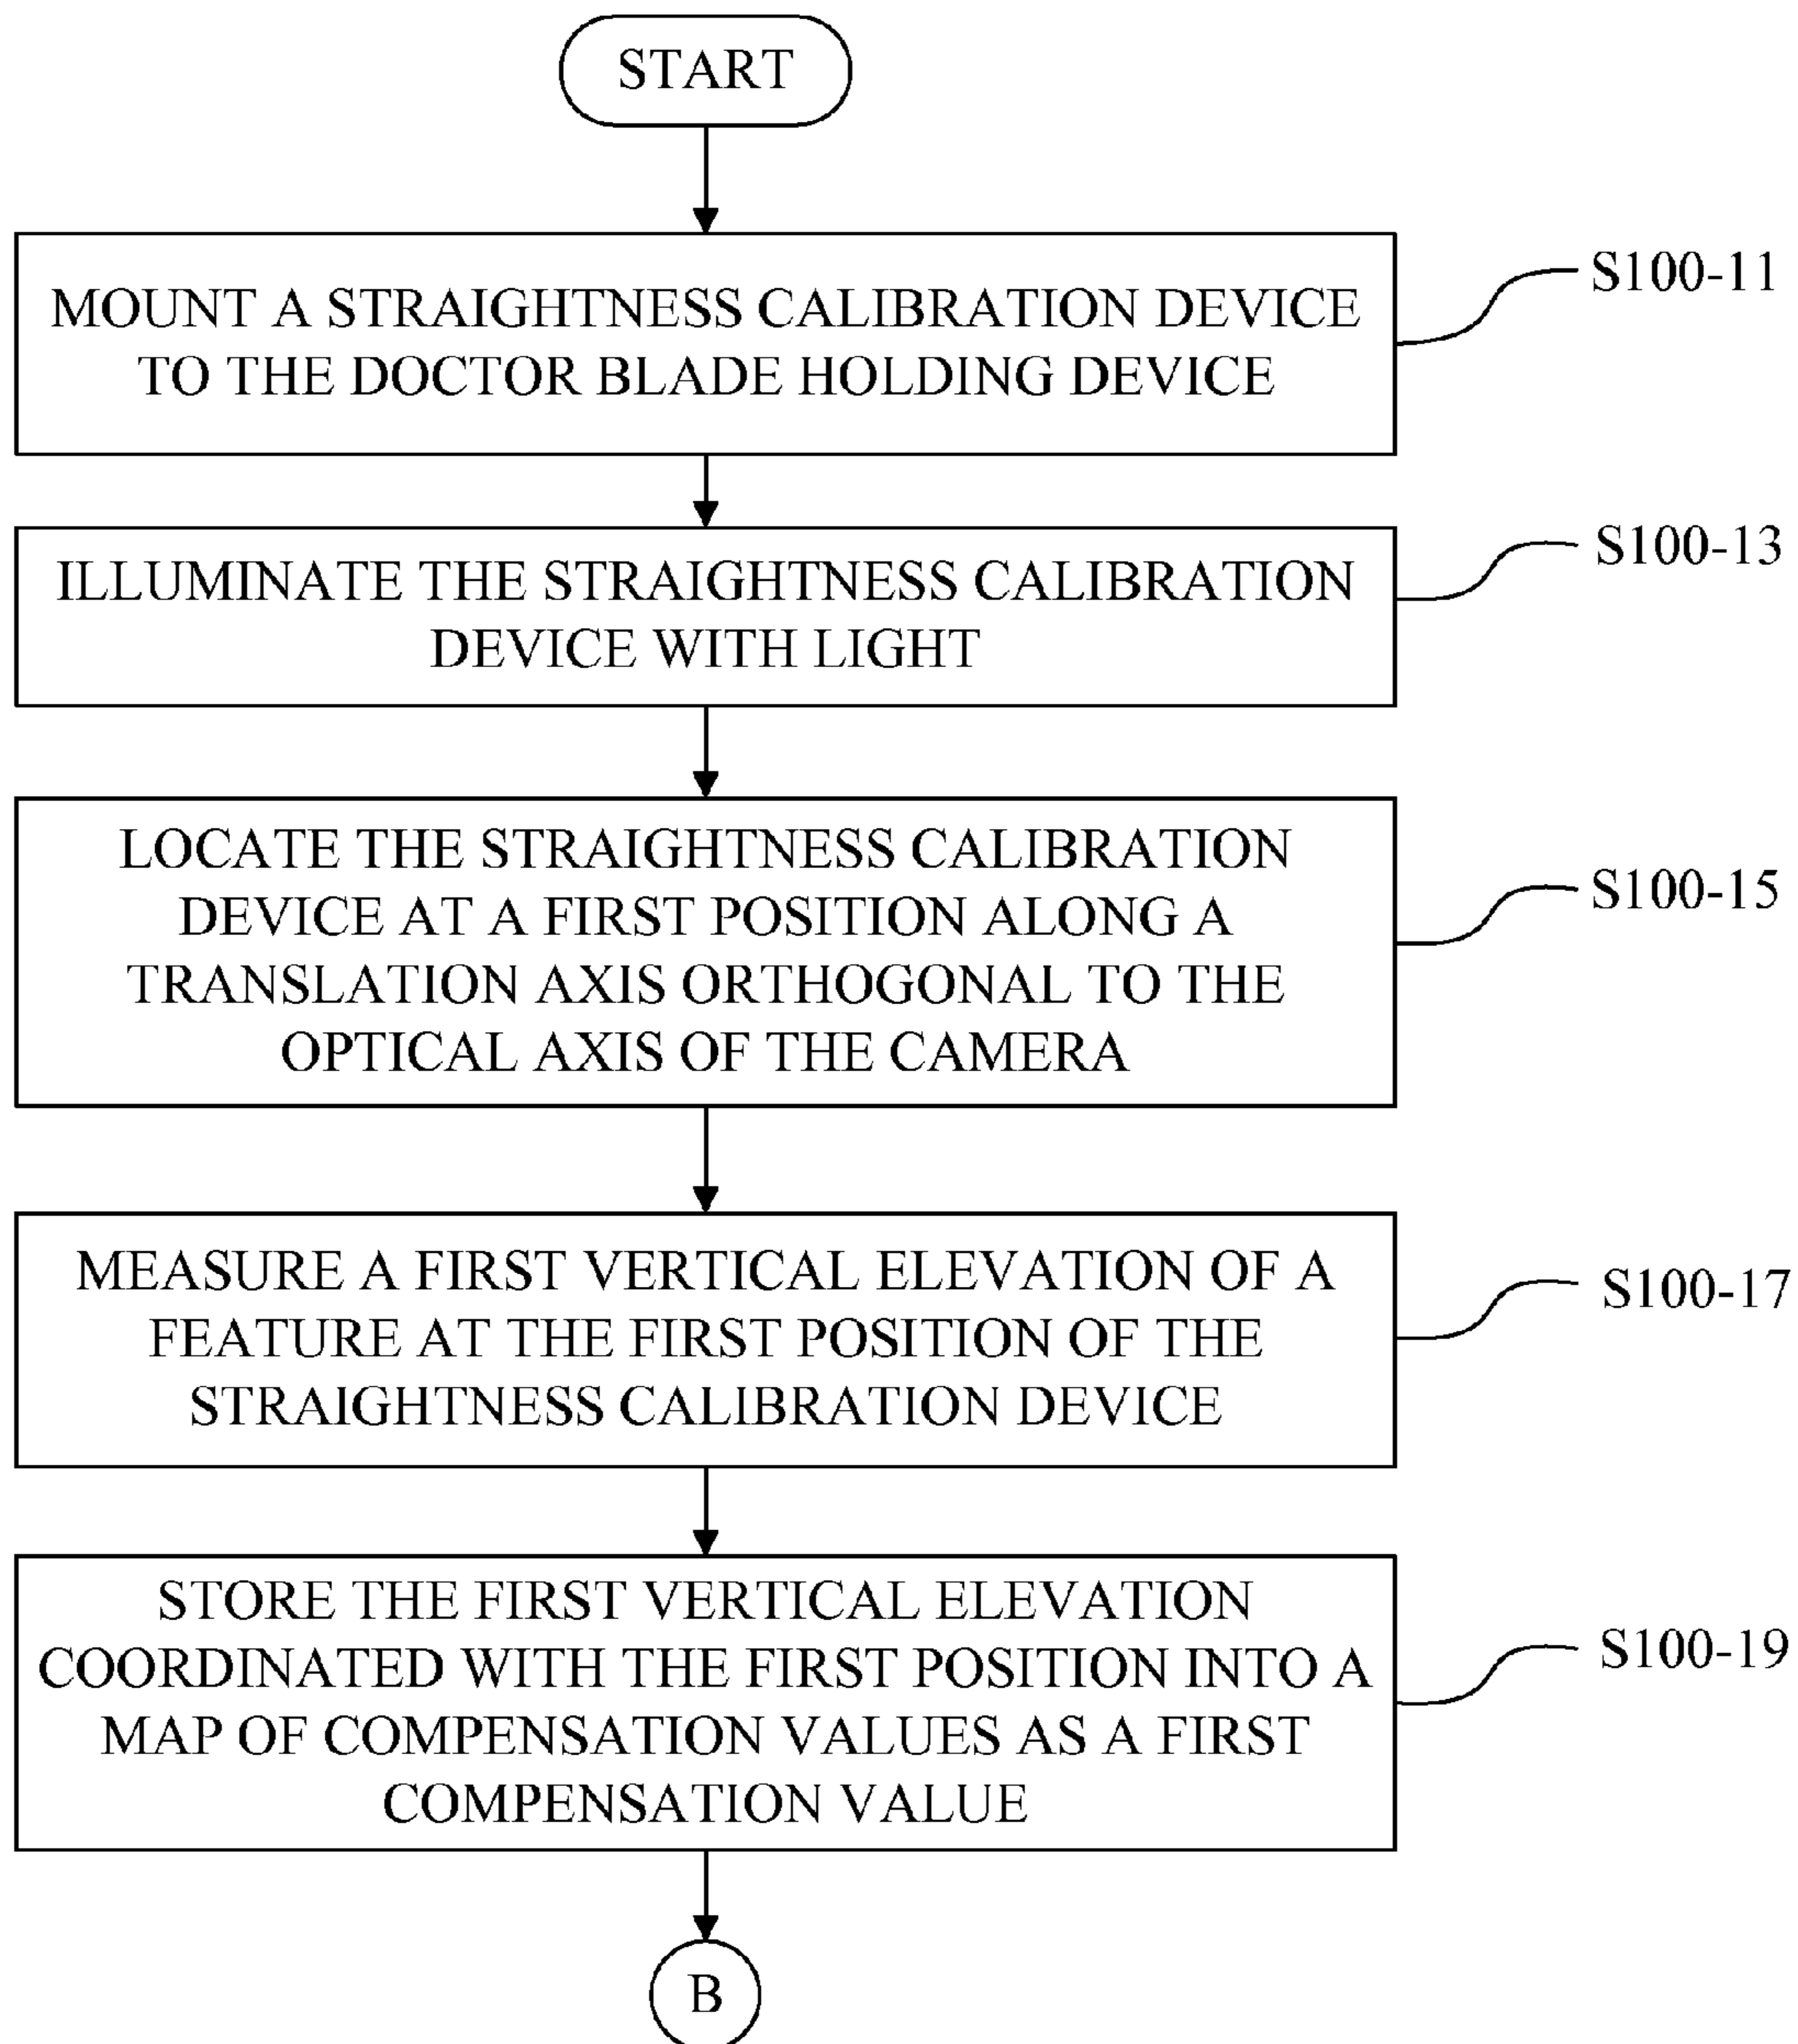 START
MOUNT A STRAIGHTNESS CALIBRATION DEVICE
TO THE DOCTOR BLADE HOLDING DEVICE
S100-11
ILLUMINATE THE STRAIGHTNESS CALIBRATION
DEVICE WITH LIGHT
S100-13
LOCATE THE STRAIGHTNESS CALIBRATION
DEVICE AT A FIRST POSITION ALONG A
TRANSLATION AXIS ORTHOGONAL TO THE
OPTICAL AXIS OF THE CAMERA
S100-15
MEASURE A FIRST VERTICAL ELEVATION OF A
FEATURE AT THE FIRST POSITION OF THE
STRAIGHTNESS CALIBRATION DEVICE
S100-17
STORE THE FIRST VERTICAL ELEVATION
COORDINATED WITH THE FIRST POSITION INTO A
MAP OF COMPENSATION VALUES AS A FIRST
COMPENSATION VALUE
S100-19
B